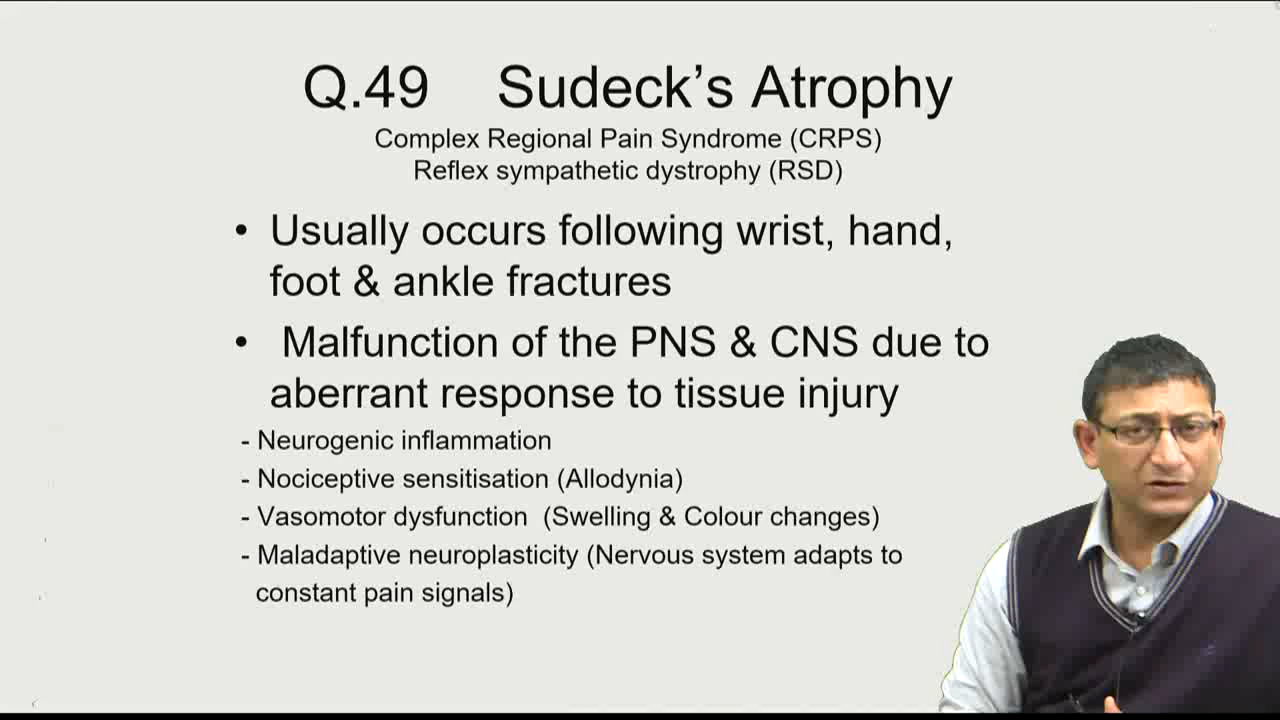 Q.49 Sudeck's Atrophy
Complex Regional Pain Syndrome (CRPS)
Reflex sympathetic dystrophy (RSD)
• Usually occurs following wrist, hand,
foot & ankle fractures
• Malfunction of the PNS & CNS due to
aberrant response to tissue injury
- Neurogenic inflammation
- Nociceptive sensitisation (Allodynia)
- Vasomotor dysfunction (Swelling & Colour changes)
- Maladaptive neuroplasticity (Nervous system adapts to
constant pain signals)